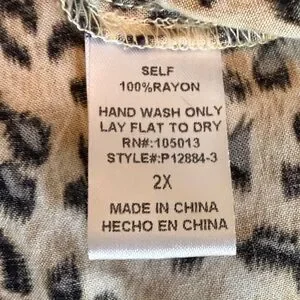 SELF
100%RAYON
HAND WASH ONLY
LAY FLAT TO DRY
RN#:105013
STYLE#:P12884-3
2X
MADE IN CHINA
HECHO EN CHINA